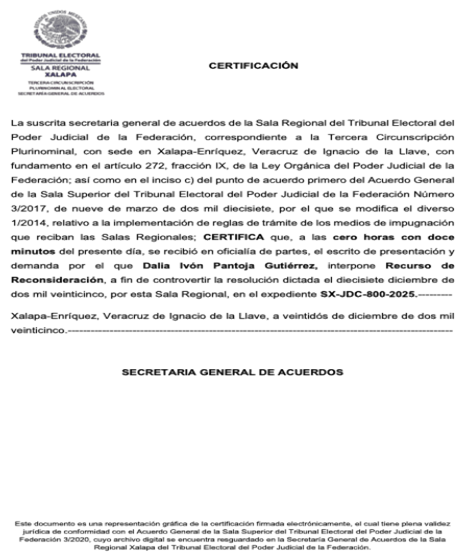 TRIBUNAL ELECTORAL
del Poder Judicial de la Federación
SALA REGIONAL
XALAPA
TERCERA CIRCUNSCRIPCIÓN
PLURINOMINAL ELECTORAL
SECRETARÍA GENERAL DE ACUERDOS
CERTIFICACIÓN
La suscrita secretaria general de acuerdos de la Sala Regional del Tribunal Electoral del
Poder Judicial de la Federación, correspondiente a la Tercera Circunscripción
Plurinominal, con sede en Xalapa-Enríquez, Veracruz de Ignacio de la Llave, con
fundamento en el artículo 272, fracción IX, de la Ley Orgánica del Poder Judicial de la
Federación; así como en el inciso c) del punto de acuerdo primero del Acuerdo General
de la Sala Superior del Tribunal Electoral del Poder Judicial de la Federación Número
3/2017, de nueve de marzo de dos mil diecisiete, por el que se modifica el diverso
1/2014, relativo a la implementación de reglas de trámite de los medios de impugnación
que reciban las Salas Regionales; CERTIFICA que, a las cero horas con doce
minutos del presente día, se recibió en oficialía de partes, el escrito de presentación y
demanda por el que Dalia Ivón Pantoja Gutiérrez, interpone Recurso de
Reconsideración, a fin de controvertir la resolución dictada el diecisiete diciembre de
dos mil veinticinco, por esta Sala Regional, en el expediente SX-JDC-800-2025.---------
Xalapa-Enríquez, Veracruz de Ignacio de la Llave, a veintidós de diciembre de dos mil
veinticinco.-----------------------------------------------------------------------------------
SECRETARIA GENERAL DE ACUERDOS
Este documento es una representación gráfica de la certificación firmada electrónicamente, el cual tiene plena validez
jurídica de conformidad con el Acuerdo General de la Sala Superior del Tribunal Electoral del Poder Judicial de la
Federación 3/2020, cuyo archivo digital se encuentra resguardado en la Secretaría General de Acuerdos de la Sala
Regional Xalapa del Tribunal Electoral del Poder Judicial de la Federación.